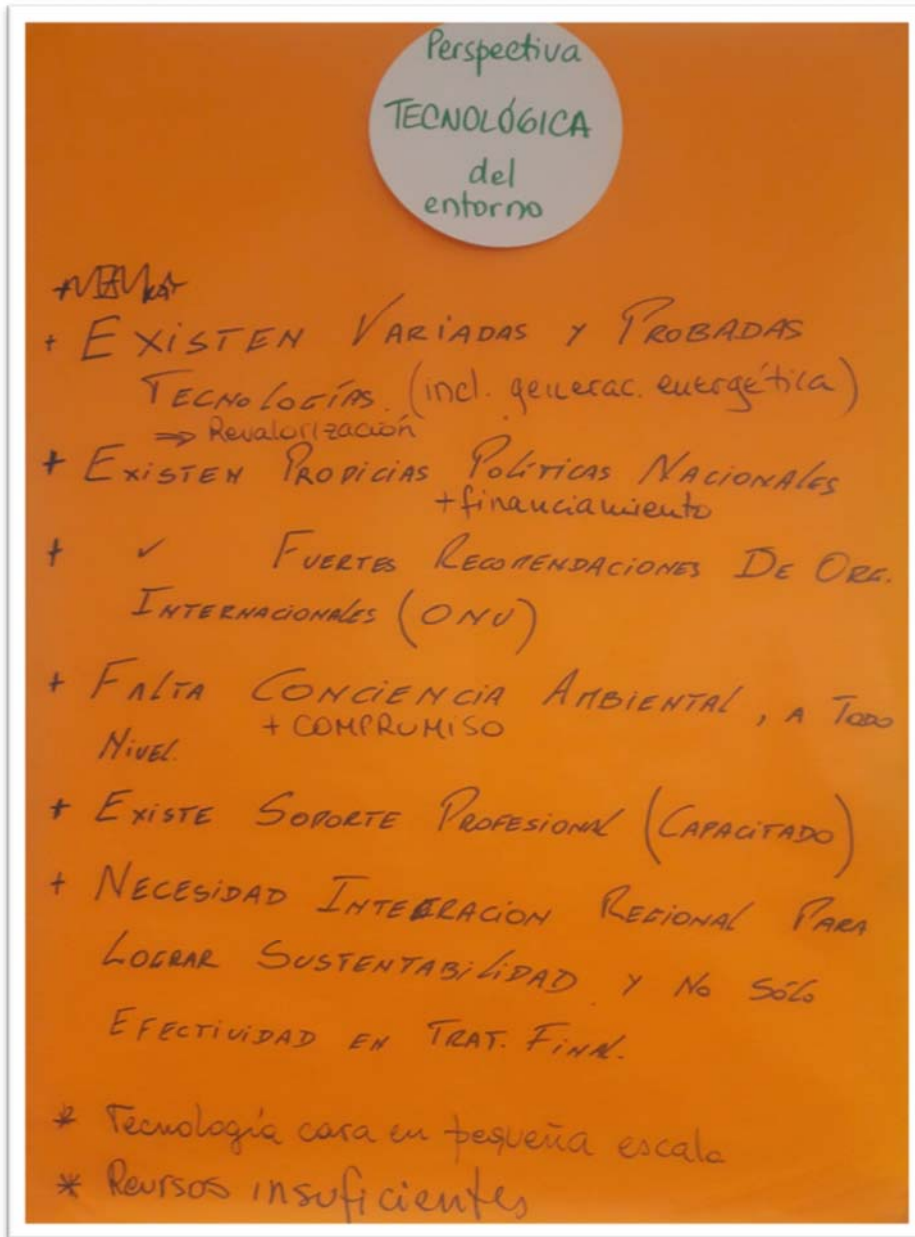 Perspectiva
TECNOLÓGICA
del
entorno
+ EXISTEN VARIADAS Y PROBADAS
TECNOLOGÍAS. (incl. generac. energética)
⇒ Revalorización
+ EXISTEN PROPICIAS POLÍTICAS NACIONALES
+ financiamiento
+ ✓ FUERTES RECOMENDACIONES DE ORG.
INTERNACIONALES (ONU)
+ FALTA CONCIENCIA AMBIENTAL, A TODO
+ COMPROMISO
NIVEL.
+ EXISTE SOPORTE PROFESIONAL (CAPACITADO)
+ NECESIDAD INTEGRACION REGIONAL PARA
LOGRAR SUSTENTABILIDAD Y NO SÓLO
EFECTIVIDAD EN TRAT. FINAL.
* Tecnología cara en pequeña escala
* Recursos insuficientes